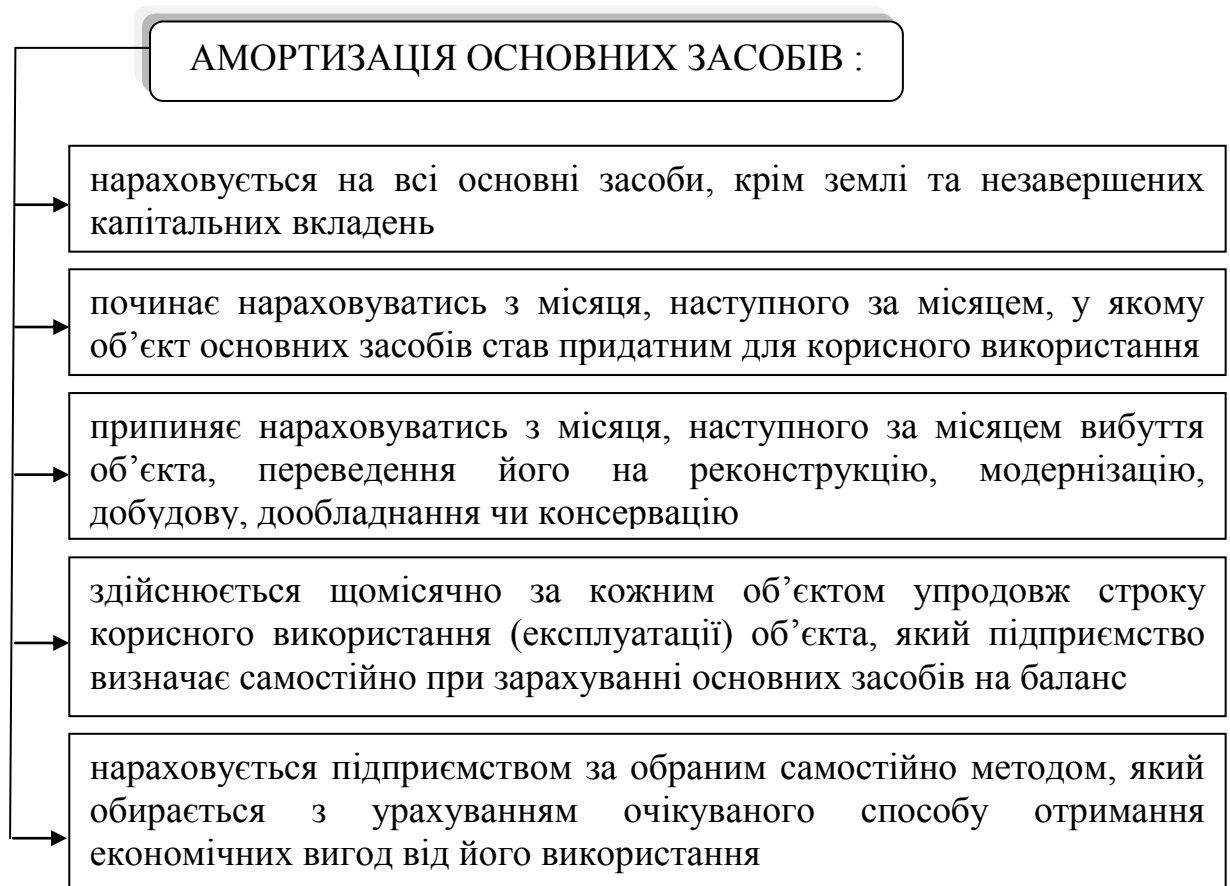 АМОРТИЗАЦІЯ ОСНОВНИХ ЗАСОБІВ :
нараховується на всі основні засоби, крім землі та незавершених
капітальних вкладень
починає нараховуватись з місяця, наступного за місяцем, у якому
об’єкт основних засобів став придатним для корисного використання
припиняє нараховуватись з місяця, наступного за місяцем вибуття
об’єкта, переведення його на реконструкцію, модернізацію,
добудову, дообладнання чи консервацію
здійснюється щомісячно за кожним об’єктом упродовж строку
корисного використання (експлуатації) об’єкта, який підприємство
визначає самостійно при зарахуванні основних засобів на баланс
нараховується підприємством за обраним самостійно методом, який
обирається з урахуванням очікуваного способу отримання
економічних вигод від його використання